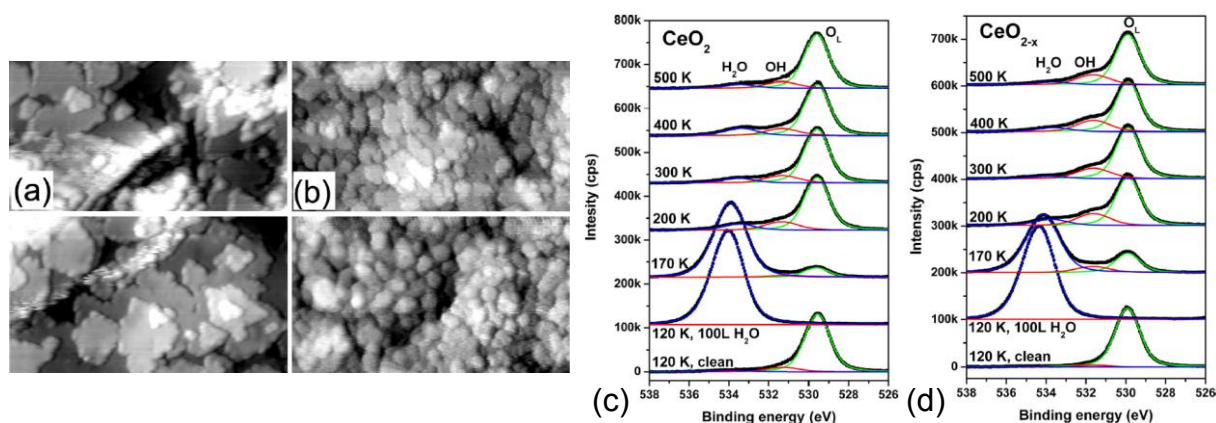 (a)
(b)
800k
700k
600k
500k
400k
300k
200k
100k
0
Intesity (cps)
CeO2
OL
H2O OH
500 K
400 K
300 K
200 K
170 K
120 K, 100L H2O
120 K, clean
538 536 534 532 530 528 526
Binding energy (eV)
(c)
700k
600k
500k
400k
300k
200k
100k
0
Intensity (cps)
CeO2-x
OL
H2O OH
500 K
400 K
300 K
200 K
170 K
120 K, 100L H2O
120 K, clean
538 536 534 532 530 528 526
Binding energy (eV)
(d)